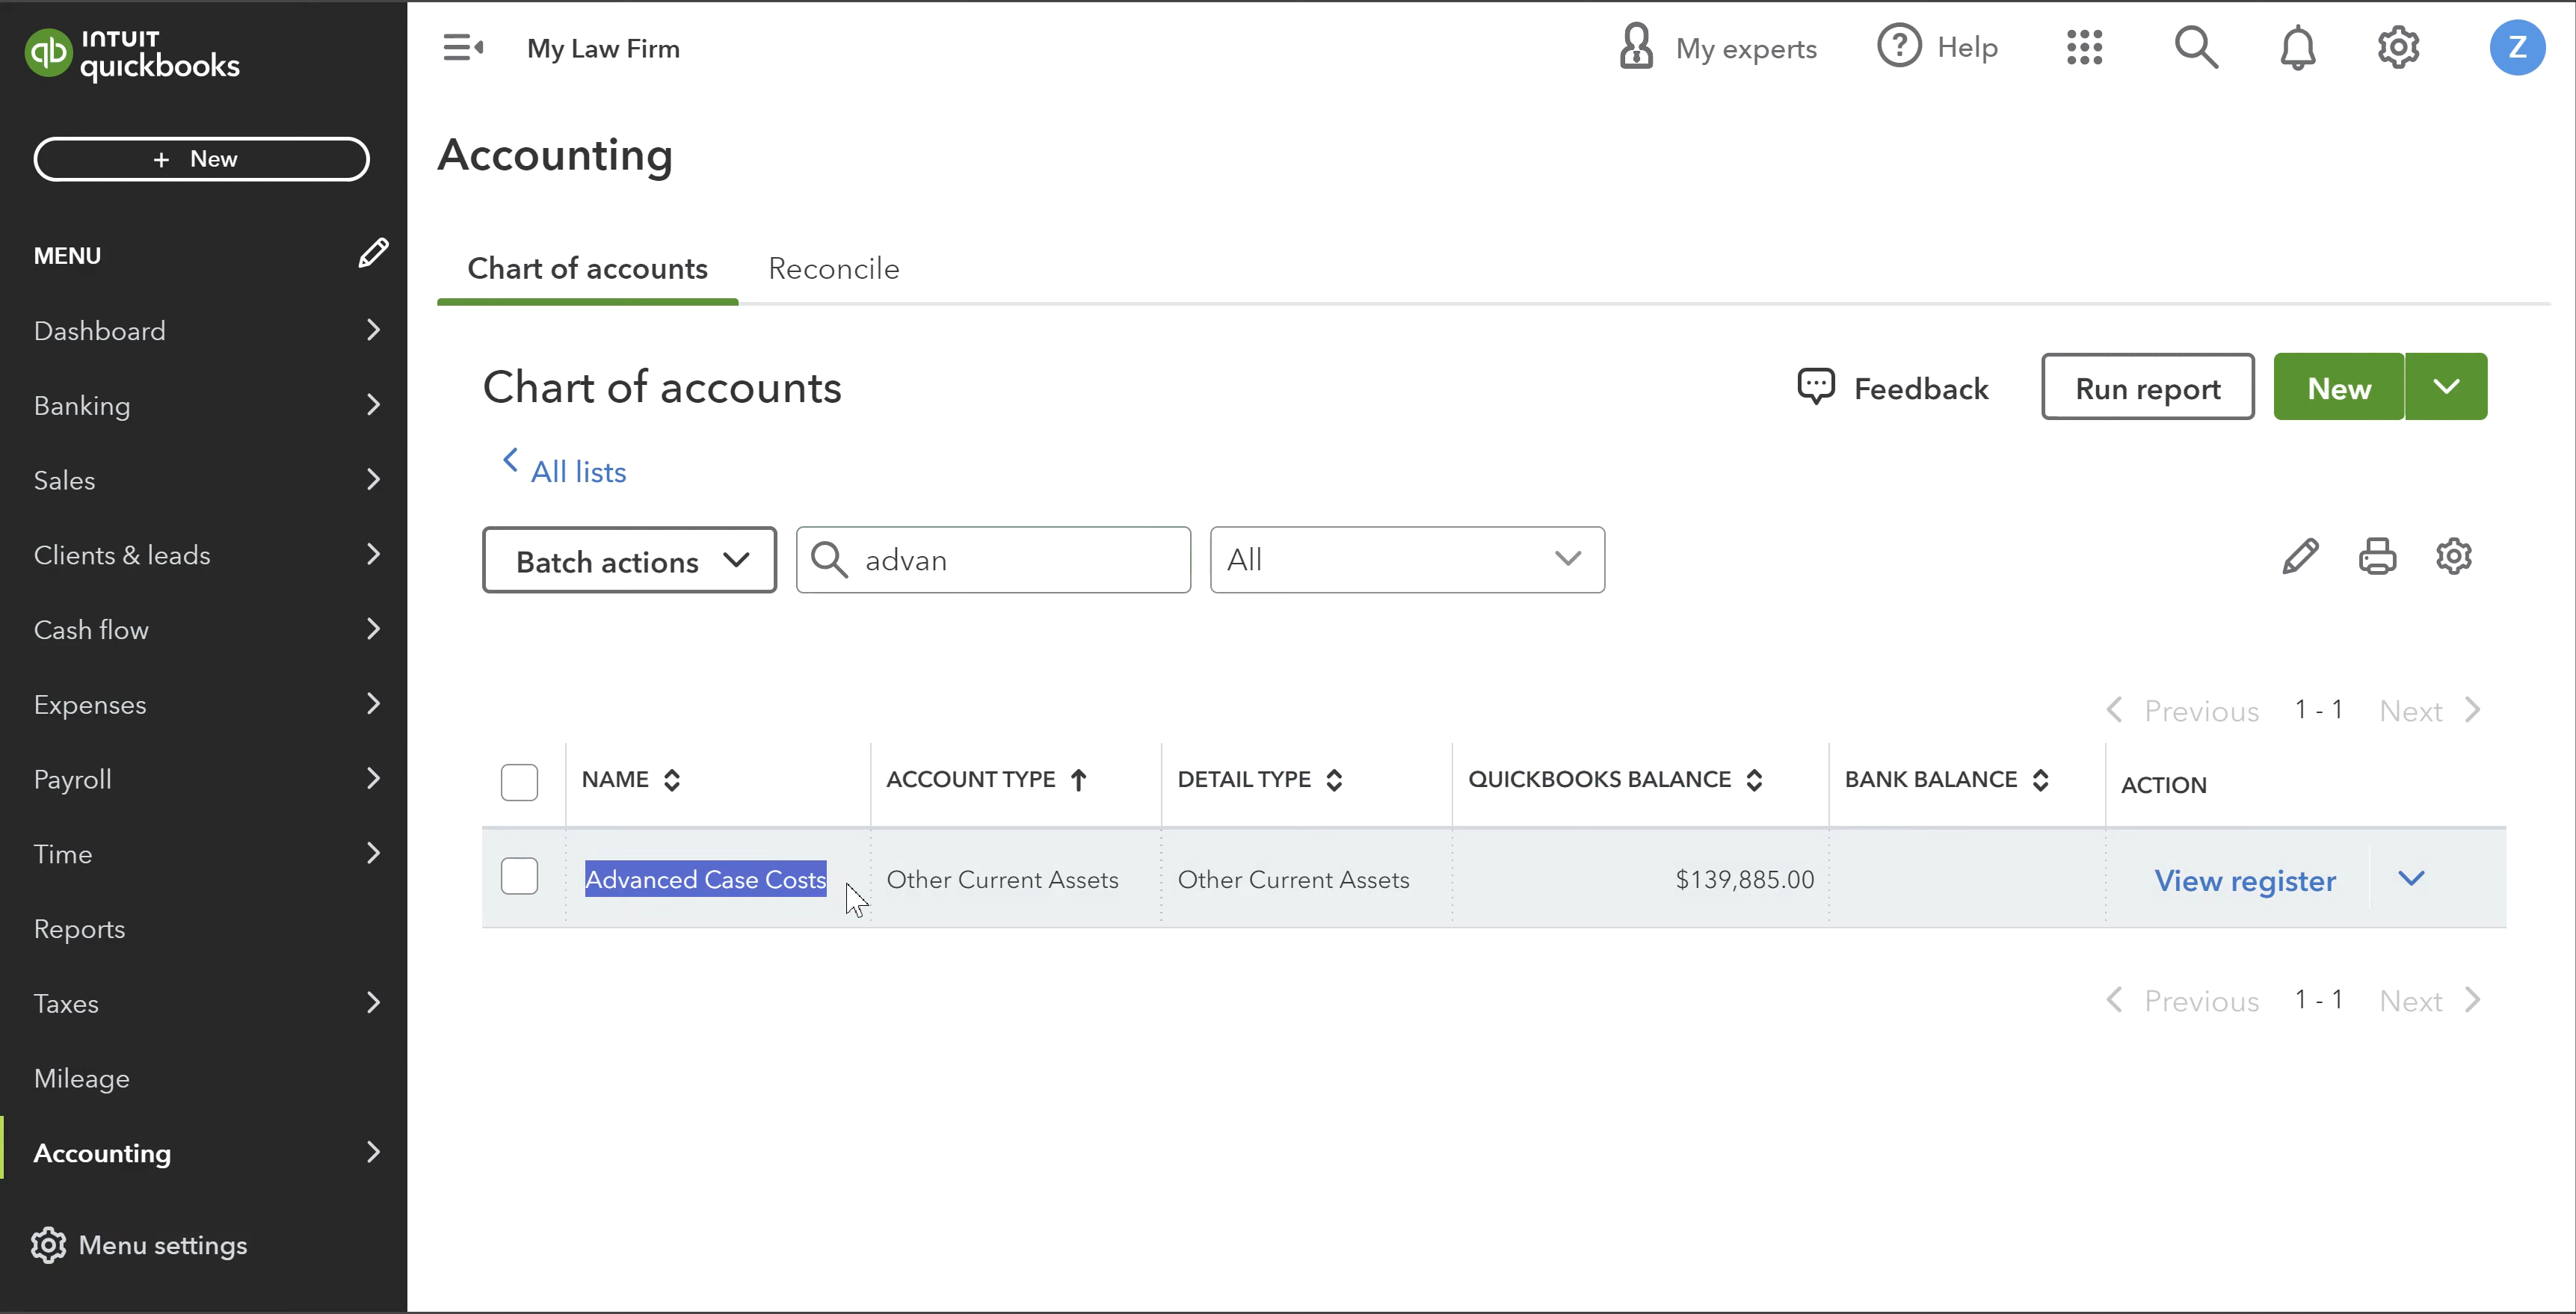 INTUIT
quickbooks
My Law Firm
My experts
Help
Z
+ New
Accounting
MENU
Chart of accounts
Reconcile
Dashboard
Banking
Sales
Clients & leads
Cash flow
Expenses
Payroll
Time
Reports
Taxes
Mileage
Accounting
Menu settings
Chart of accounts
Feedback
Run report
New
All lists
Batch actions
advan
All
Previous 1 - 1 Next
NAME ACCOUNT TYPE DETAIL TYPE QUICKBOOKS BALANCE BANK BALANCE ACTION
Advanced Case Costs Other Current Assets Other Current Assets $139,885.00 View register
Previous 1 - 1 Next